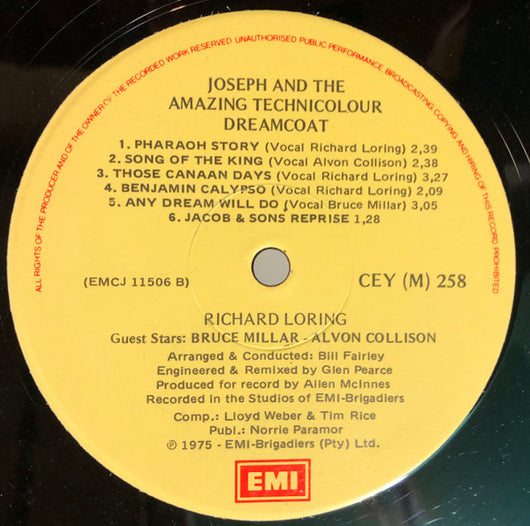 ALL RIGHTS OF THE PRODUCER AND OF THE OWNER OF THE RECORDED WORK RESERVED UNAUTHORISED PUBLIC PERFORMANCE BROADCASTING COPYING AND HIRING OF THIS RECORD PROHIBITED
JOSEPH AND THE
AMAZING TECHNICOLOUR
DREAMCOAT
1. PHARAOH STORY (Vocal Richard Loring) 2,39
2. SONG OF THE KING (Vocal Alvon Collison) 2,38
3. THOSE CANAAN DAYS (Vocal Richard Loring) 3,27
4. BENJAMIN CALYPSO (Vocal Richard Loring) 2,09
5. ANY DREAM WILL DO (Vocal Bruce Millar) 3,05
6. JACOB & SONS REPRISE 1,28
(EMCJ 11506 B) CEY (M) 258
RICHARD LORING
Guest Stars: BRUCE MILLAR - ALVON COLLISON
Arranged & Conducted: Bill Fairley
Engineered & Remixed by Glen Pearce
Produced for record by Allen McInnes
Recorded in the Studios of EMI-Brigadiers
Comp.: Lloyd Weber & Tim Rice
Publ.: Norrie Paramor
℗ 1975 - EMI-Brigadiers (Pty) Ltd.
EMI